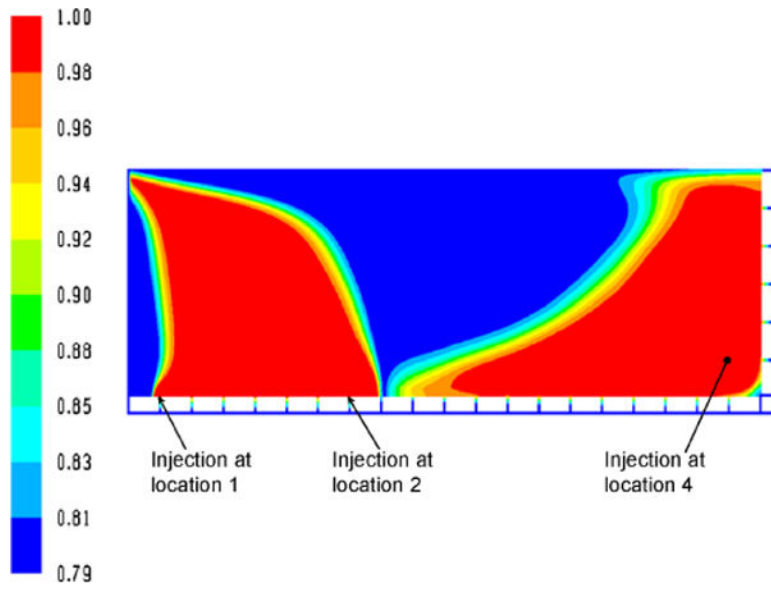 1.00
0.98
0.96
0.94
0.92
0.90
0.88
0.85
0.83
0.81
0.79
Injection at
location 1
Injection at
location 2
Injection at
location 4